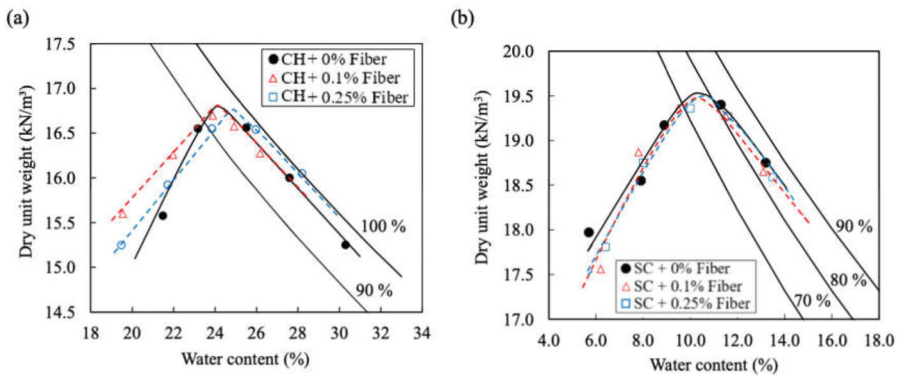 (a)
17.5
17.0
16.5
16.0
15.5
15.0
14.5
Dry unit weight (kN/m³)
CH + 0% Fiber
CH + 0.1% Fiber
CH + 0.25% Fiber
100 %
90 %
18 20 22 24 26 28 30 32 34
Water content (%)
(b)
20.0
19.5
19.0
18.5
18.0
17.5
17.0
Dry unit weight (kN/m³)
90 %
80 %
70 %
SC + 0% Fiber
SC + 0.1% Fiber
SC + 0.25% Fiber
4.0 6.0 8.0 10.0 12.0 14.0 16.0 18.0
Water content (%)